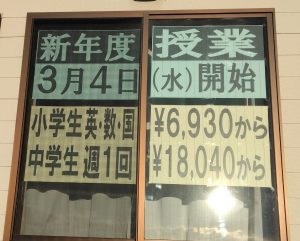 新年度 授業
3月4日 (水)開始
小学生英・数・国 ¥6,930から
中学生 週1回 ¥18,040から